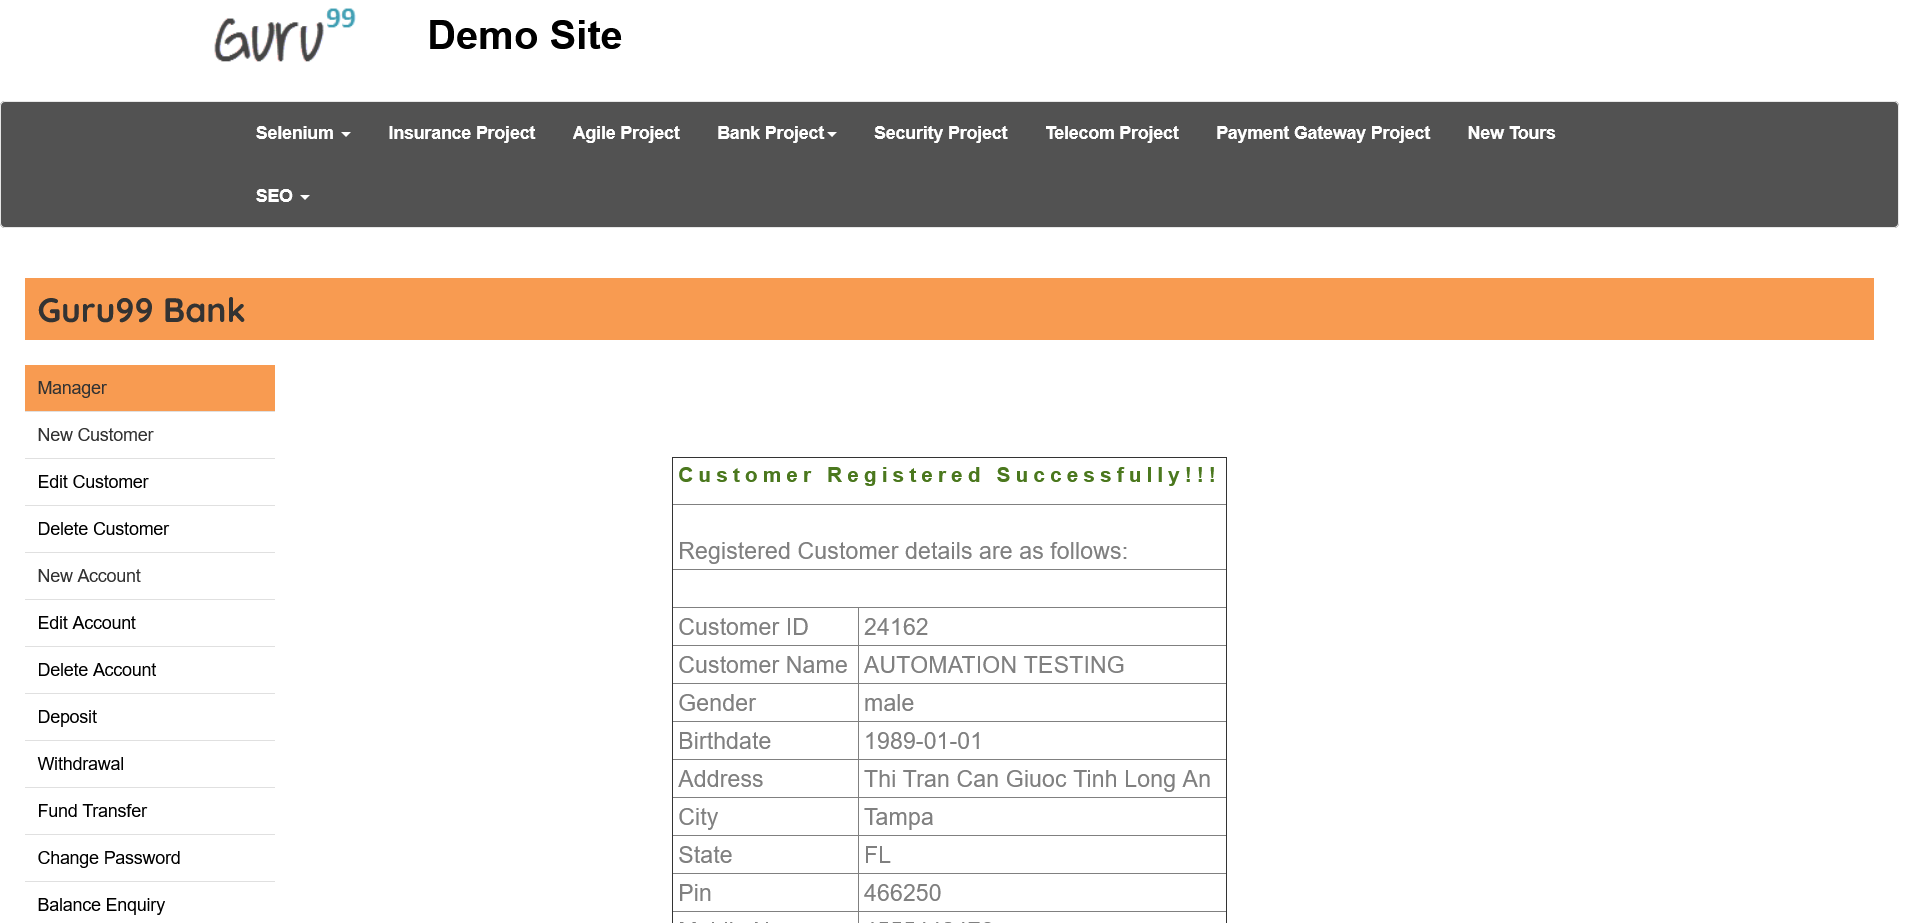 Guru99 Demo Site
Selenium Insurance Project Agile Project Bank Project Security Project Telecom Project Payment Gateway Project New Tours
SEO
Guru99 Bank
Manager
New Customer
Edit Customer
Delete Customer
New Account
Edit Account
Delete Account
Deposit
Withdrawal
Fund Transfer
Change Password
Balance Enquiry
Customer Registered Successfully!!!
Registered Customer details are as follows:
Customer ID 24162
Customer Name AUTOMATION TESTING
Gender male
Birthdate 1989-01-01
Address Thi Tran Can Giuoc Tinh Long An
City Tampa
State FL
Pin 466250